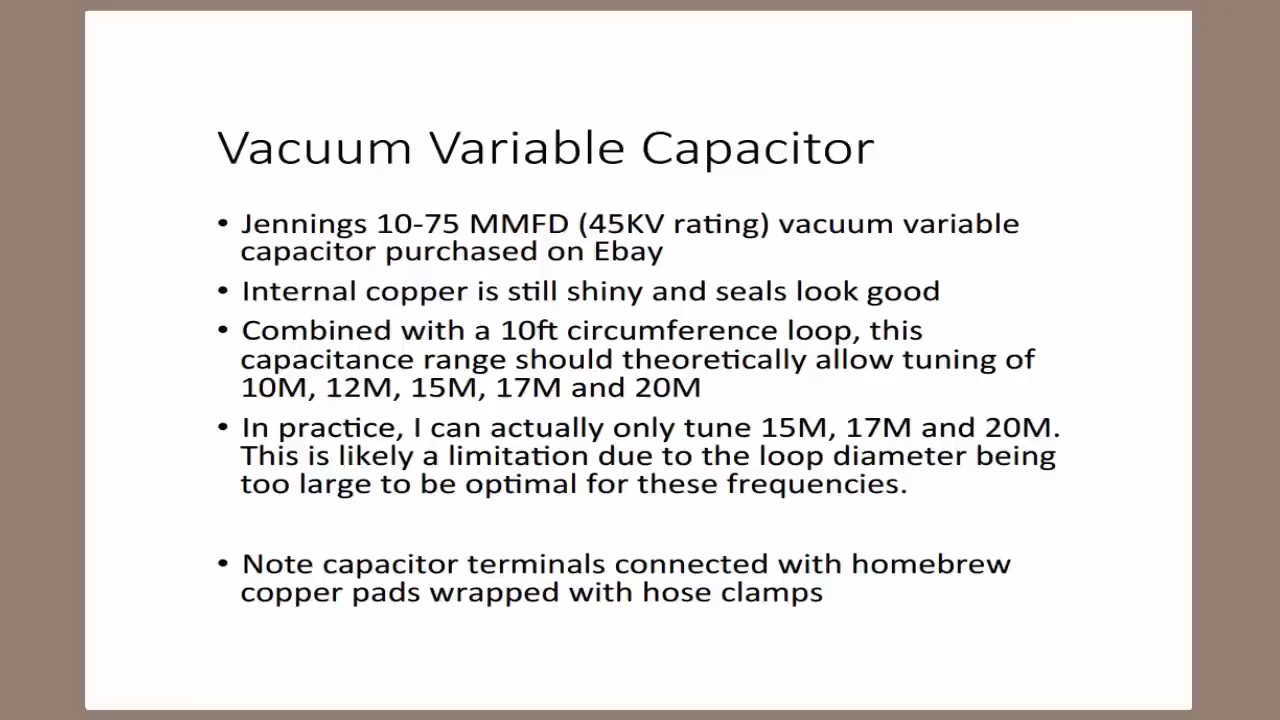 Vacuum Variable Capacitor
• Jennings 10-75 MMFD (45KV rating) vacuum variable
capacitor purchased on Ebay
• Internal copper is still shiny and seals look good
• Combined with a 10ft circumference loop, this
capacitance range should theoretically allow tuning of
10M, 12M, 15M, 17M and 20M
• In practice, I can actually only tune 15M, 17M and 20M.
This is likely a limitation due to the loop diameter being
too large to be optimal for these frequencies.
• Note capacitor terminals connected with homebrew
copper pads wrapped with hose clamps